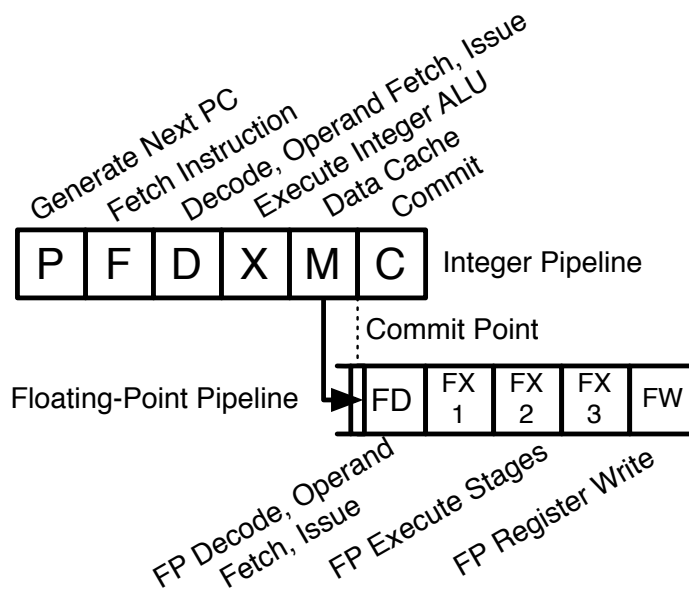 Generate Next PC
Fetch Instruction
Decode, Operand Fetch, Issue
Execute Integer ALU
Data Cache
Commit
P F D X M C
Integer Pipeline
Commit Point
Floating-Point Pipeline
FD
FX
1
FX
2
FX
3
FW
FP Decode, Operand
Fetch, Issue
FP Execute Stages
FP Register Write